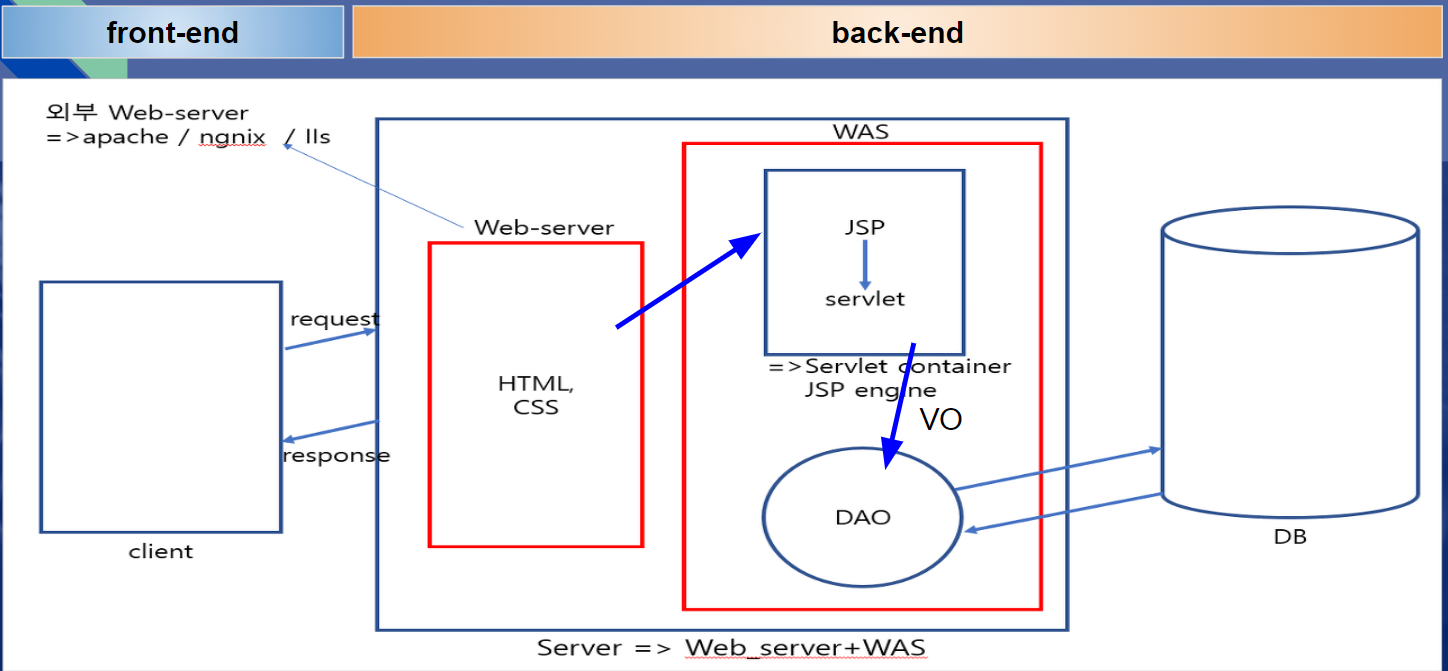 front-end
back-end
외부 Web-server
=>apache / ngnix / lls
WAS
Web-server
JSP
servlet
request
=>Servlet container
JSP engine
HTML,
CSS
VO
response
DAO
client
DB
Server => Web_server+WAS